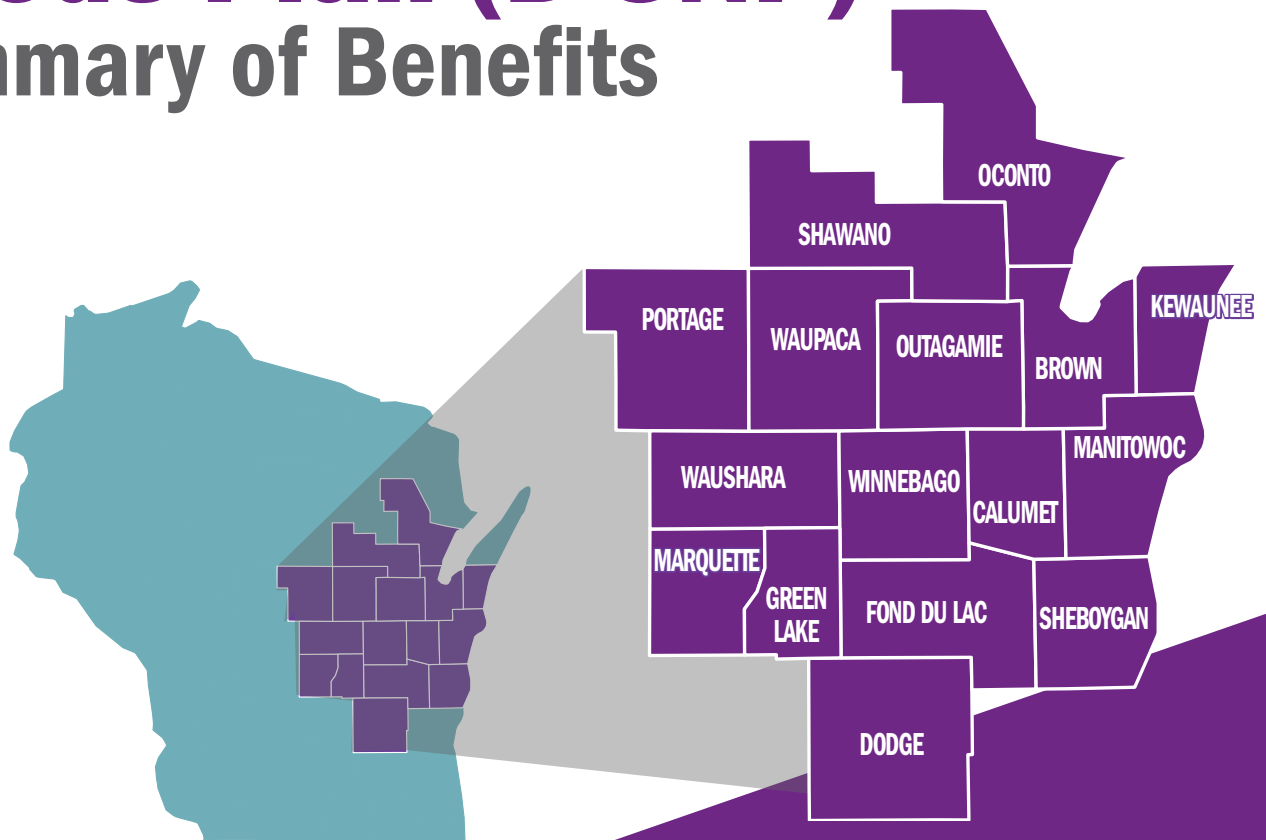 of Benefits
OCONTO
SHAWANO
PORTAGE
WAUPACA
OUTAGAMIE
BROWN
KEWAUNEE
MANITOWOC
WAUSHARA
WINNEBAGO
CALUMET
MARQUETTE
GREEN
LAKE
FOND DU LAC
SHEBOYGAN
DODGE